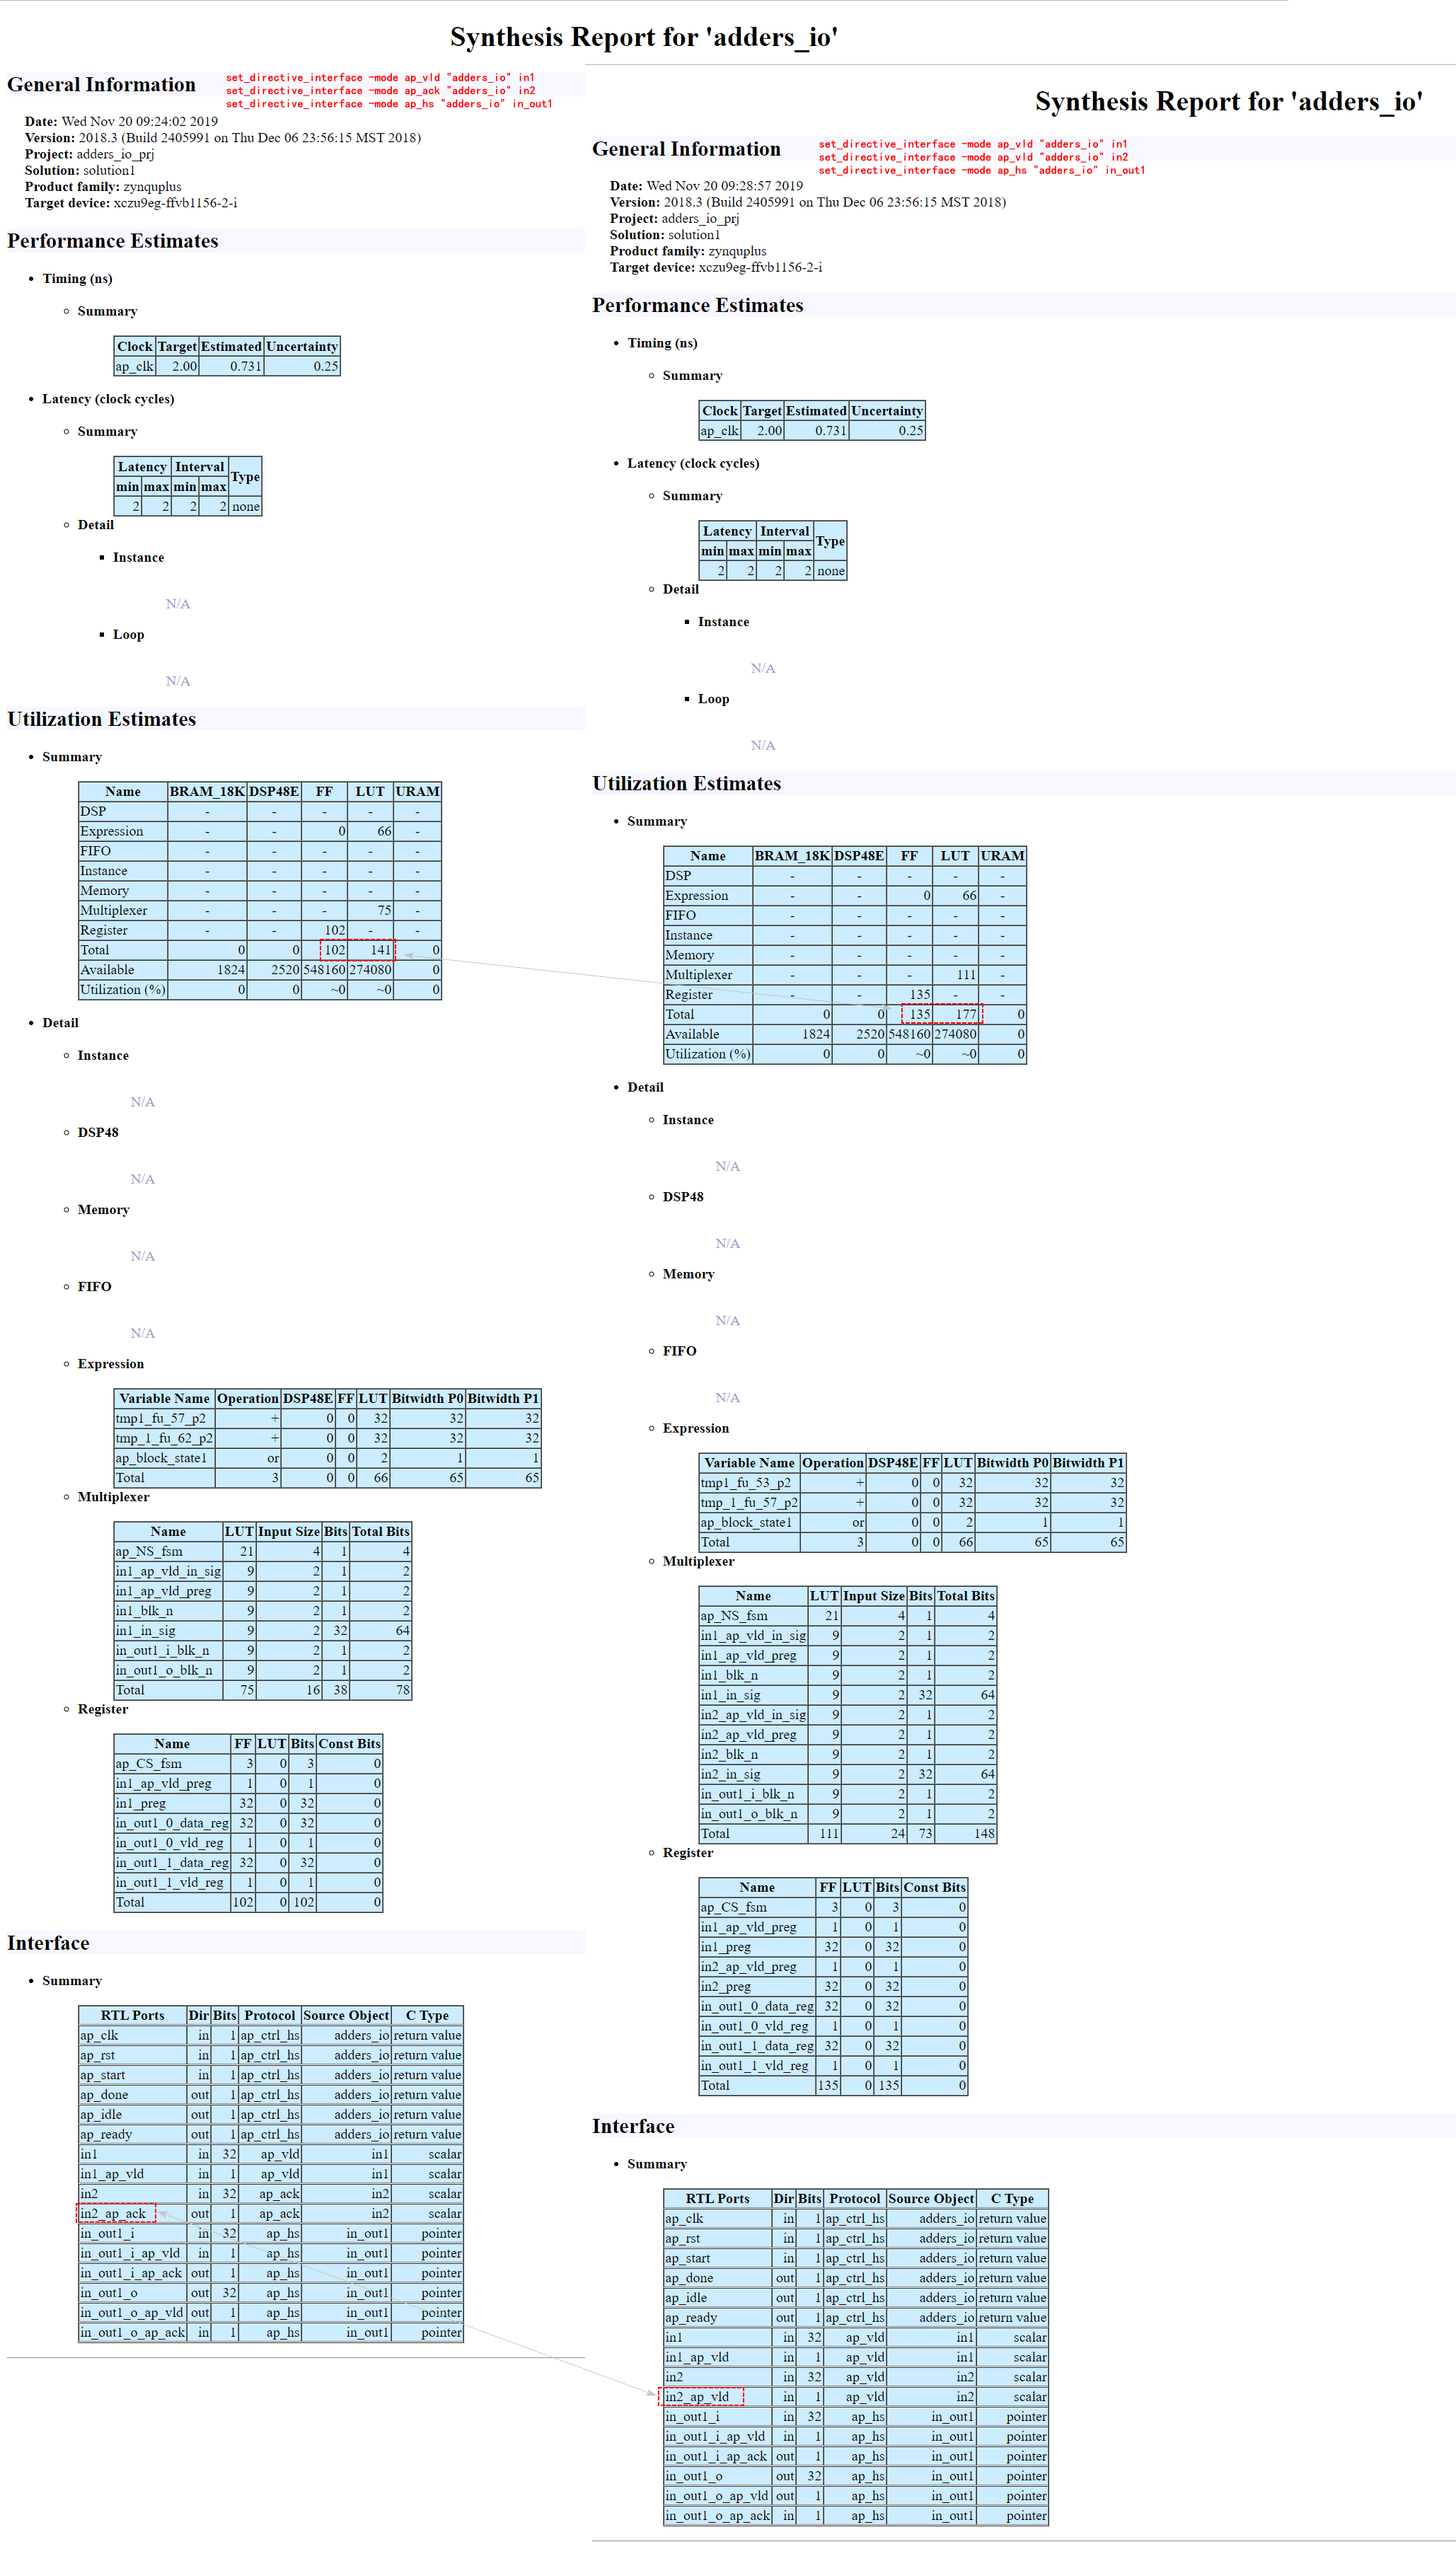 Synthesis Report for 'adders_io'
General Information
set_directive_interface -mode ap_vld "adders_io" in1
set_directive_interface -mode ap_ack "adders_io" in2
set_directive_interface -mode ap_hs "adders_io" in_out1
Date: Wed Nov 20 09:24:02 2019
Version: 2018.3 (Build 2405991 on Thu Dec 06 23:56:15 MST 2018)
Project: adders_io_prj
Solution: solution1
Product family: zynquplus
Target device: xczu9eg-ffvb1156-2-i
Performance Estimates
• Timing (ns)
◦ Summary
Clock Target Estimated Uncertainty
ap_clk 2.00 0.731 0.25
• Latency (clock cycles)
◦ Summary
Latency Interval Type
min max min max
2 2 2 2 none
◦ Detail
▪ Instance
N/A
▪ Loop
N/A
Utilization Estimates
• Summary
Name BRAM_18K DSP48E FF LUT URAM
DSP - - - - -
Expression - - 0 66 -
FIFO - - - - -
Instance - - - - -
Memory - - - - -
Multiplexer - - - 75 -
Register - - 102 - -
Total 0 0 102 141 0
Available 1824 2520 548160 274080 0
Utilization (%) 0 0 ~0 ~0 0
• Detail
◦ Instance
N/A
◦ DSP48
N/A
◦ Memory
N/A
◦ FIFO
N/A
◦ Expression
Variable Name Operation DSP48E FF LUT Bitwidth P0 Bitwidth P1
tmp1_fu_57_p2 + 0 0 32 32 32
tmp_1_fu_62_p2 + 0 0 32 32 32
ap_block_state1 or 0 0 2 1 1
Total 3 0 0 66 65 65
◦ Multiplexer
Name LUT Input Size Bits Total Bits
ap_NS_fsm 21 4 1 4
in1_ap_vld_in_sig 9 2 1 2
in1_ap_vld_preg 9 2 1 2
in1_blk_n 9 2 1 2
in1_in_sig 9 2 32 64
in_out1_i_blk_n 9 2 1 2
in_out1_o_blk_n 9 2 1 2
Total 75 16 38 78
◦ Register
Name FF LUT Bits Const Bits
ap_CS_fsm 3 0 3 0
in1_ap_vld_preg 1 0 1 0
in1_preg 32 0 32 0
in_out1_0_data_reg 32 0 32 0
in_out1_0_vld_reg 1 0 1 0
in_out1_1_data_reg 32 0 32 0
in_out1_1_vld_reg 1 0 1 0
Total 102 0 102 0
Interface
• Summary
RTL Ports Dir Bits Protocol Source Object C Type
ap_clk in 1 ap_ctrl_hs adders_io return value
ap_rst in 1 ap_ctrl_hs adders_io return value
ap_start in 1 ap_ctrl_hs adders_io return value
ap_done out 1 ap_ctrl_hs adders_io return value
ap_idle out 1 ap_ctrl_hs adders_io return value
ap_ready out 1 ap_ctrl_hs adders_io return value
in1 in 32 ap_vld in1 scalar
in1_ap_vld in 1 ap_vld in1 scalar
in2 in 32 ap_ack in2 scalar
in2_ap_ack out 1 ap_ack in2 scalar
in_out1_i in 32 ap_hs in_out1 pointer
in_out1_i_ap_vld in 1 ap_hs in_out1 pointer
in_out1_i_ap_ack out 1 ap_hs in_out1 pointer
in_out1_o out 32 ap_hs in_out1 pointer
in_out1_o_ap_vld out 1 ap_hs in_out1 pointer
in_out1_o_ap_ack in 1 ap_hs in_out1 pointer
Synthesis Report for 'adders_io'
General Information
set_directive_interface -mode ap_vld "adders_io" in1
set_directive_interface -mode ap_vld "adders_io" in2
set_directive_interface -mode ap_hs "adders_io" in_out1
Date: Wed Nov 20 09:28:57 2019
Version: 2018.3 (Build 2405991 on Thu Dec 06 23:56:15 MST 2018)
Project: adders_io_prj
Solution: solution1
Product family: zynquplus
Target device: xczu9eg-ffvb1156-2-i
Performance Estimates
• Timing (ns)
◦ Summary
Clock Target Estimated Uncertainty
ap_clk 2.00 0.731 0.25
• Latency (clock cycles)
◦ Summary
Latency Interval Type
min max min max
2 2 2 2 none
◦ Detail
▪ Instance
N/A
▪ Loop
N/A
Utilization Estimates
• Summary
Name BRAM_18K DSP48E FF LUT URAM
DSP - - - - -
Expression - - 0 66 -
FIFO - - - - -
Instance - - - - -
Memory - - - - -
Multiplexer - - - 111 -
Register - - 135 - -
Total 0 0 135 177 0
Available 1824 2520 548160 274080 0
Utilization (%) 0 0 ~0 ~0 0
• Detail
◦ Instance
N/A
◦ DSP48
N/A
◦ Memory
N/A
◦ FIFO
N/A
◦ Expression
Variable Name Operation DSP48E FF LUT Bitwidth P0 Bitwidth P1
tmp1_fu_53_p2 + 0 0 32 32 32
tmp_1_fu_57_p2 + 0 0 32 32 32
ap_block_state1 or 0 0 2 1 1
Total 3 0 0 66 65 65
◦ Multiplexer
Name LUT Input Size Bits Total Bits
ap_NS_fsm 21 4 1 4
in1_ap_vld_in_sig 9 2 1 2
in1_ap_vld_preg 9 2 1 2
in1_blk_n 9 2 1 2
in1_in_sig 9 2 32 64
in2_ap_vld_in_sig 9 2 1 2
in2_ap_vld_preg 9 2 1 2
in2_blk_n 9 2 1 2
in2_in_sig 9 2 32 64
in_out1_i_blk_n 9 2 1 2
in_out1_o_blk_n 9 2 1 2
Total 111 24 73 148
◦ Register
Name FF LUT Bits Const Bits
ap_CS_fsm 3 0 3 0
in1_ap_vld_preg 1 0 1 0
in1_preg 32 0 32 0
in2_ap_vld_preg 1 0 1 0
in2_preg 32 0 32 0
in_out1_0_data_reg 32 0 32 0
in_out1_0_vld_reg 1 0 1 0
in_out1_1_data_reg 32 0 32 0
in_out1_1_vld_reg 1 0 1 0
Total 135 0 135 0
Interface
• Summary
RTL Ports Dir Bits Protocol Source Object C Type
ap_clk in 1 ap_ctrl_hs adders_io return value
ap_rst in 1 ap_ctrl_hs adders_io return value
ap_start in 1 ap_ctrl_hs adders_io return value
ap_done out 1 ap_ctrl_hs adders_io return value
ap_idle out 1 ap_ctrl_hs adders_io return value
ap_ready out 1 ap_ctrl_hs adders_io return value
in1 in 32 ap_vld in1 scalar
in1_ap_vld in 1 ap_vld in1 scalar
in2 in 32 ap_vld in2 scalar
in2_ap_vld in 1 ap_vld in2 scalar
in_out1_i in 32 ap_hs in_out1 pointer
in_out1_i_ap_vld in 1 ap_hs in_out1 pointer
in_out1_i_ap_ack out 1 ap_hs in_out1 pointer
in_out1_o out 32 ap_hs in_out1 pointer
in_out1_o_ap_vld out 1 ap_hs in_out1 pointer
in_out1_o_ap_ack in 1 ap_hs in_out1 pointer